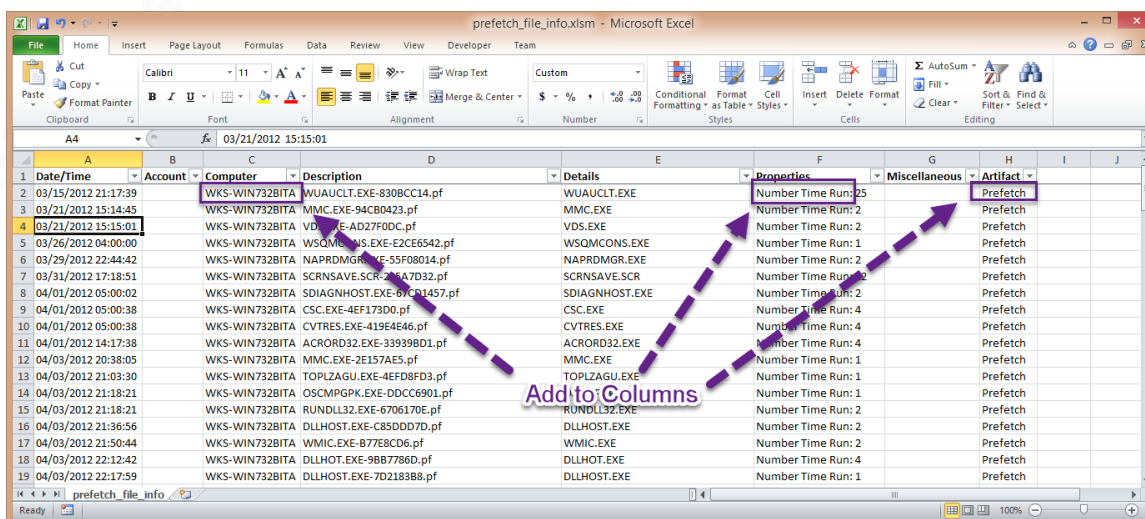 prefetch_file_info.xlsm - Microsoft Excel
File Home Insert Page Layout Formulas Data Review View Developer Team
Paste
Cut
Copy
Format Painter
Clipboard
Calibri 11
B I U
Font
Wrap Text
Merge & Center
Alignment
Custom
$ % ,
Number
Conditional Formatting
Format as Table
Cell Styles
Styles
Insert Delete Format
Cells
Σ AutoSum
Fill
Clear
Sort & Filter
Find & Select
Editing
A4 fx 03/21/2012 15:15:01
A B C D E F G H I J
1 Date/Time Account Computer Description Details Properties Miscellaneous Artifact
2 03/15/2012 21:17:39 WKS-WIN732BITA WUAUCLT.EXE-830BCC14.pf WUAUCLT.EXE Number Time Run: 25 Prefetch
3 03/21/2012 15:14:45 WKS-WIN732BITA MMC.EXE-94CB0423.pf MMC.EXE Number Time Run: 2 Prefetch
4 03/21/2012 15:15:01 WKS-WIN732BITA VDS.EXE-AD27F0DC.pf VDS.EXE Number Time Run: 2 Prefetch
5 03/26/2012 04:00:00 WKS-WIN732BITA WSQMCONS.EXE-E2CE6542.pf WSQMCONS.EXE Number Time Run: 1 Prefetch
6 03/29/2012 22:44:42 WKS-WIN732BITA NAPRDMGR.EXE-55F08014.pf NAPRDMGR.EXE Number Time Run: 2 Prefetch
7 03/31/2012 17:18:51 WKS-WIN732BITA SCRNSAVE.SCR SCRNSAVE.SCR Number Time Run: 2 Prefetch
8 04/01/2012 05:00:02 WKS-WIN732BITA SDIAGNHOST.EXE-67CD1457.pf SDIAGNHOST.EXE Number Time Run: 2 Prefetch
9 04/01/2012 05:00:38 WKS-WIN732BITA CSC.EXE-4EF173D0.pf CSC.EXE Number Time Run: 4 Prefetch
10 04/01/2012 05:00:38 WKS-WIN732BITA CVTRES.EXE-419E4E46.pf CVTRES.EXE Number Time Run: 4 Prefetch
11 04/01/2012 14:17:38 WKS-WIN732BITA ACRORD32.EXE-33939BD1.pf ACRORD32.EXE Number Time Run: 4 Prefetch
12 04/03/2012 20:38:05 WKS-WIN732BITA MMC.EXE-2E157AE5.pf MMC.EXE Number Time Run: 1 Prefetch
13 04/03/2012 21:03:30 WKS-WIN732BITA TOPLZAGU.EXE-4EFD8FD3.pf TOPLZAGU.EXE Number Time Run: 1 Prefetch
14 04/03/2012 21:18:21 WKS-WIN732BITA OSCMPGPK.EXE-DDCC6901.pf Number Time Run: 1 Prefetch
Add to Columns
15 04/03/2012 21:18:21 WKS-WIN732BITA RUNDLL32.EXE-6706170E.pf RUNDLL32.EXE Number Time Run: 2 Prefetch
16 04/03/2012 21:36:56 WKS-WIN732BITA DLLHOST.EXE-C85DDD7D.pf DLLHOST.EXE Number Time Run: 2 Prefetch
17 04/03/2012 21:50:44 WKS-WIN732BITA WMIC.EXE-B77E8CD6.pf WMIC.EXE Number Time Run: 2 Prefetch
18 04/03/2012 22:12:42 WKS-WIN732BITA DLLHOT.EXE-9BB7786D.pf DLLHOT.EXE Number Time Run: 4 Prefetch
19 04/03/2012 22:17:59 WKS-WIN732BITA DLLHOST.EXE-7D2183B8.pf DLLHOST.EXE Number Time Run: 1 Prefetch
prefetch_file_info
Ready 100%